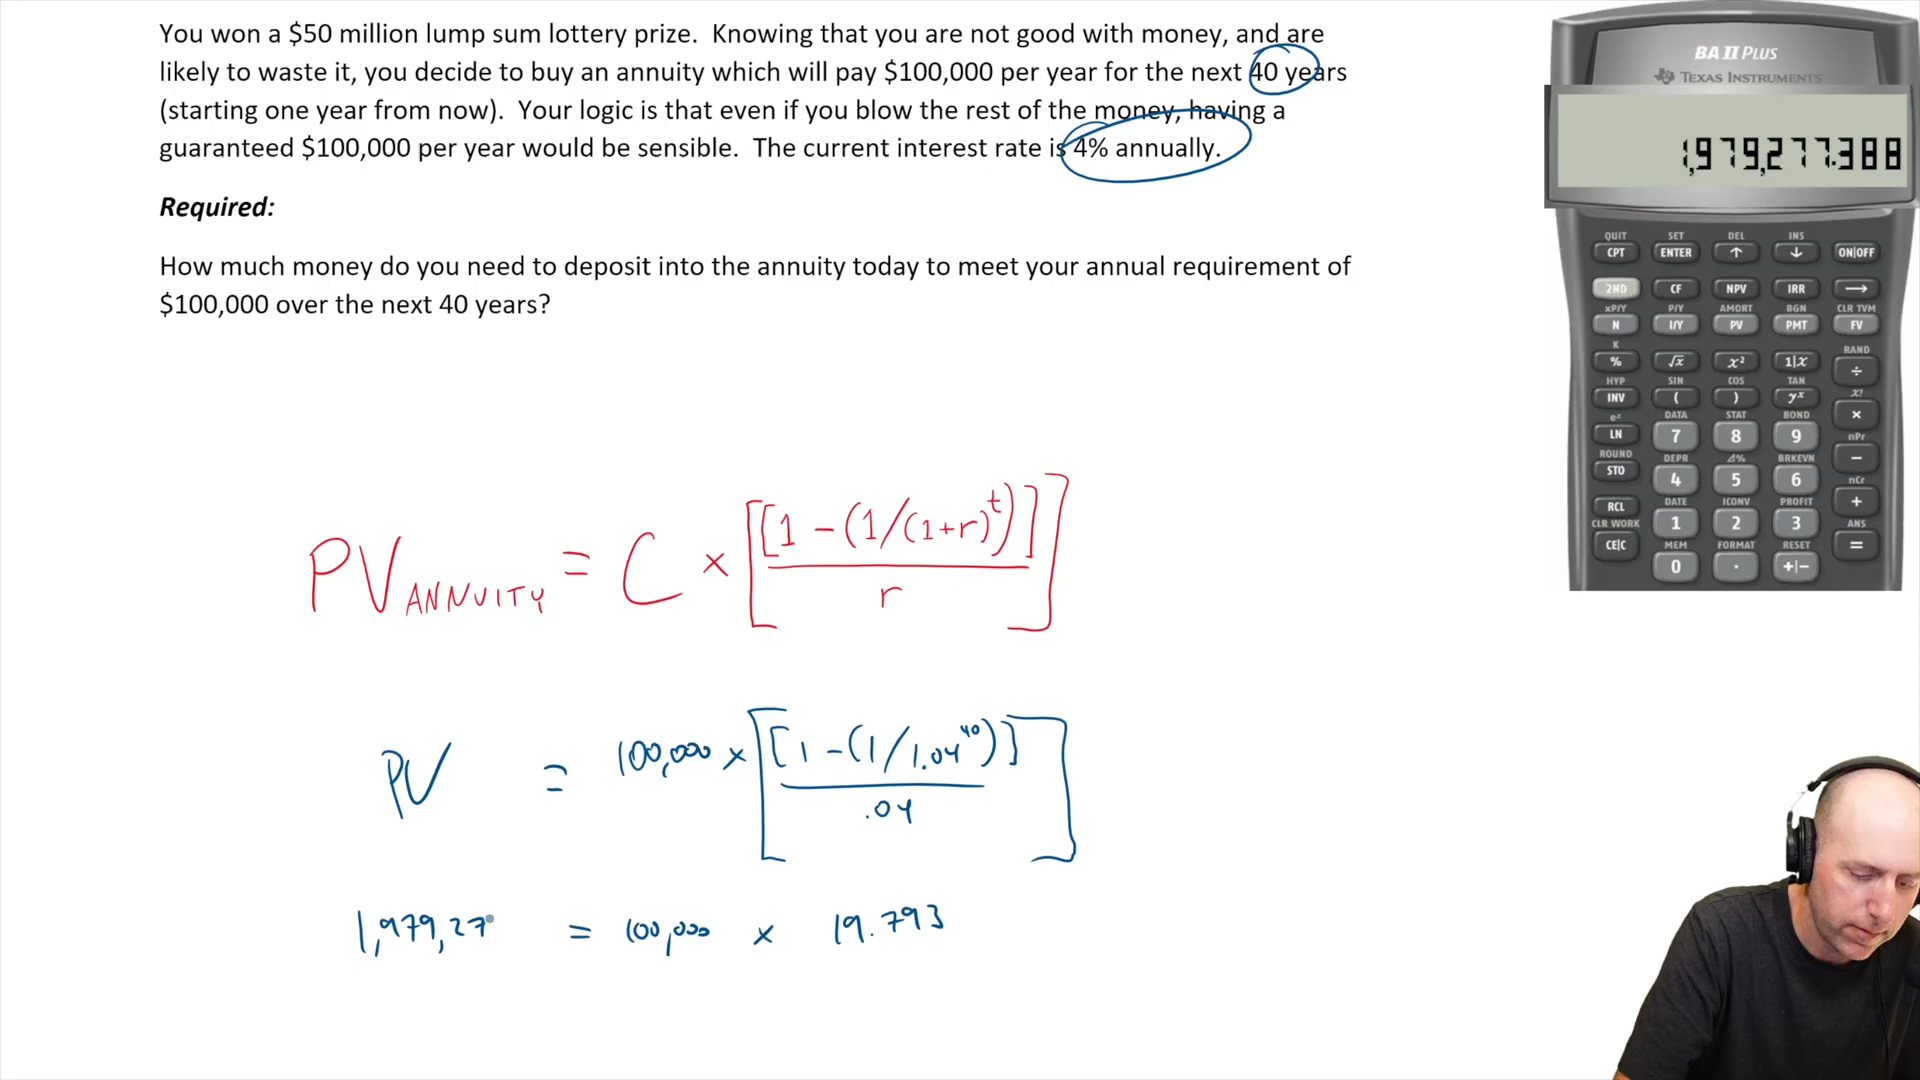 You won a $50 million lump sum lottery prize.  Knowing that you are not good with money, and are
likely to waste it, you decide to buy an annuity which will pay $100,000 per year for the next 40 years
(starting one year from now).  Your logic is that even if you blow the rest of the money, having a
guaranteed $100,000 per year would be sensible.  The current interest rate is 4% annually.
Required:
How much money do you need to deposit into the annuity today to meet your annual requirement of
$100,000 over the next 40 years?
PV ANNUITY = C × [[1 - (1/(1+r)^t)]]
r
PV = 100,000 × [[1 - (1/1.04^40)]
.04
1,979,27 = 100,000 × 19.793
BA II PLUS
TEXAS INSTRUMENTS
1,979,277.388
QUIT SET DEL INS
CPT ENTER ↑ ↓ ON|OFF
2ND CF NPV IRR →
xP/Y P/Y AMORT BGN CLR TVM
N I/Y PV PMT FV
K RAND
% √x x² 1|x ÷
HYP SIN COS TAN x!
INV ( ) yˣ ×
eˣ DATA STAT BOND nPr
LN 7 8 9 −
ROUND DEPR Δ% BRKEVN nCr
STO 4 5 6 +
DATE ICONV PROFIT ANS
RCL 1 2 3 =
CLR WORK MEM FORMAT RESET
CE|C 0 . +|−